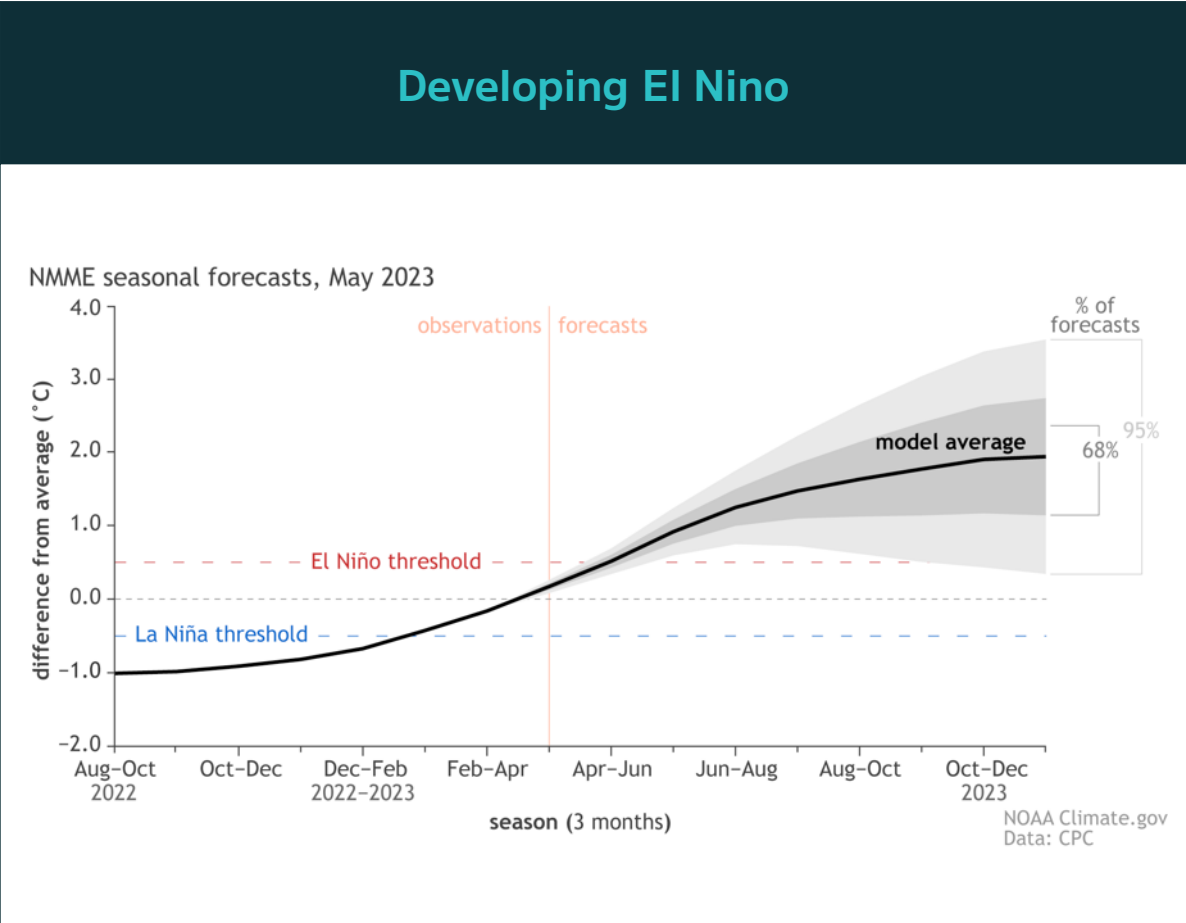 Developing El Nino
NMME seasonal forecasts, May 2023
% of
forecasts
observations
forecasts
4.0
3.0
2.0
1.0
0.0
−1.0
−2.0
difference from average (˚C)
model average
95%
68%
El Niño threshold
La Niña threshold
Aug–Oct
2022
Oct–Dec
Dec–Feb
2022–2023
Feb–Apr
Apr–Jun
Jun–Aug
Aug–Oct
Oct–Dec
2023
season (3 months)
NOAA Climate.gov
Data: CPC